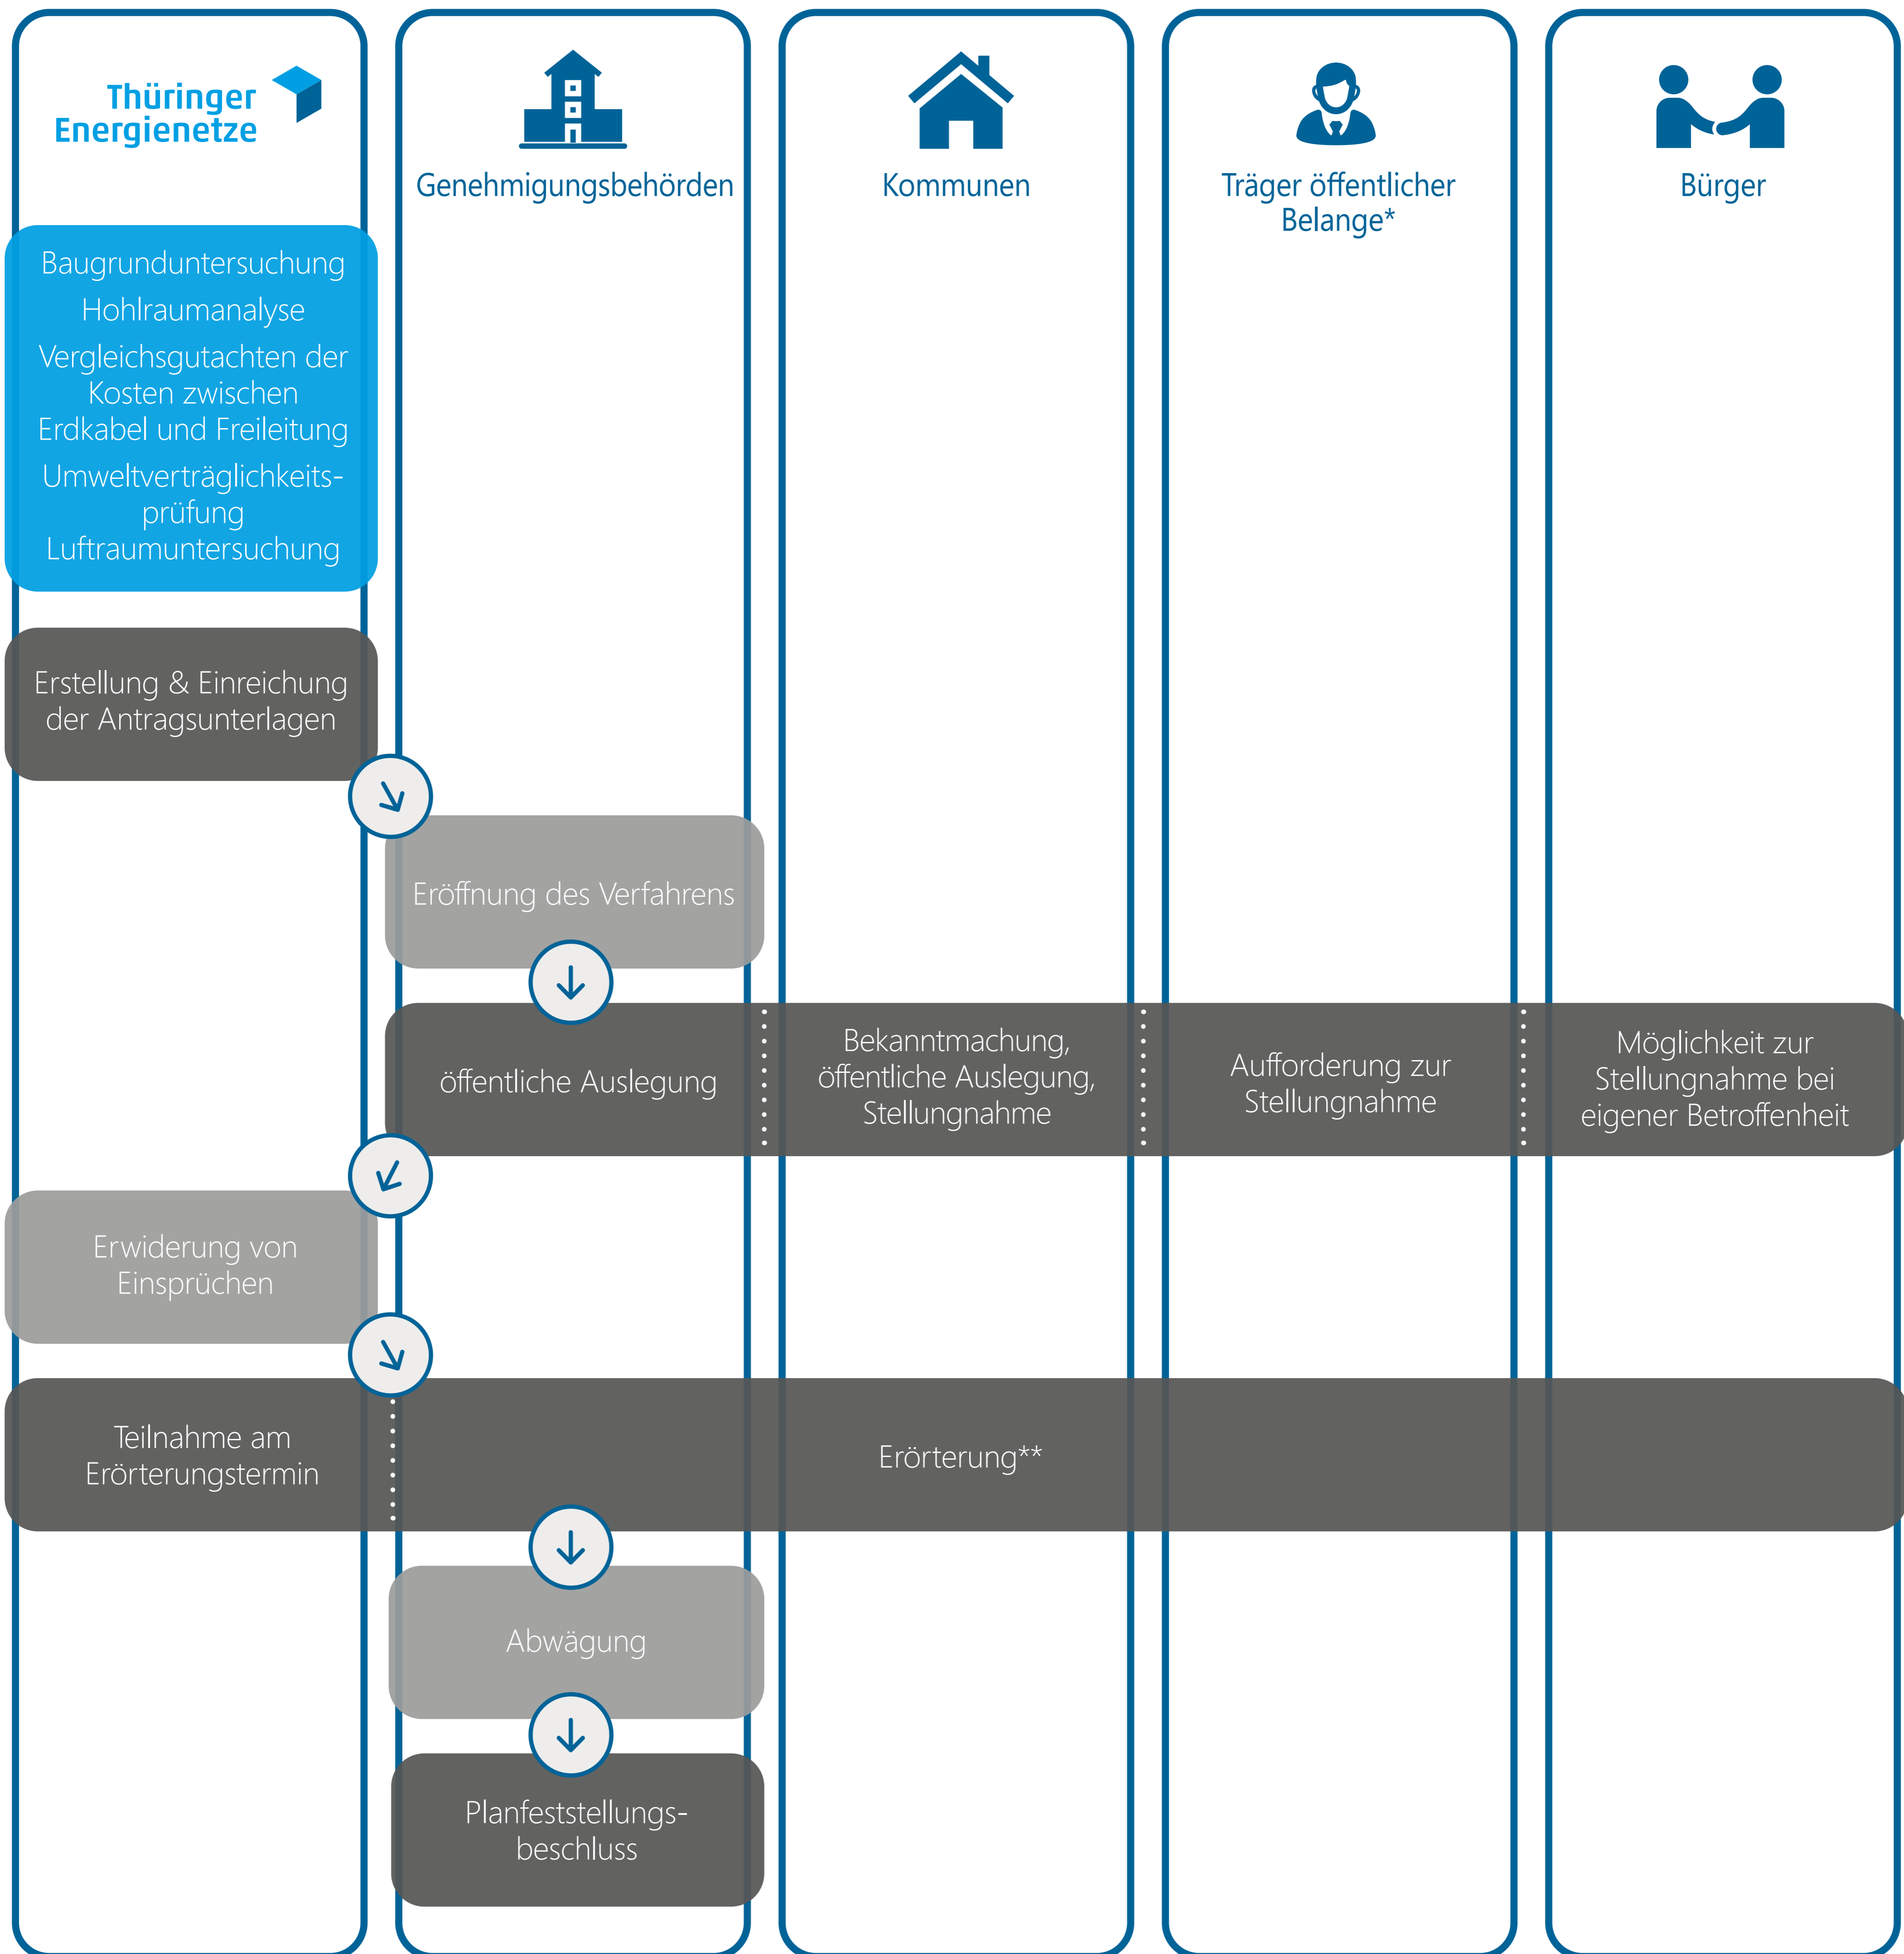 Thüringer
Energienetze
Genehmigungsbehörden
Kommunen
Träger öffentlicher
Belange*
Bürger
Baugrunduntersuchung
Hohlraumanalyse
Vergleichsgutachten der
Kosten zwischen
Erdkabel und Freileitung
Umweltverträglichkeits-
prüfung
Luftraumuntersuchung
Erstellung & Einreichung
der Antragsunterlagen
Eröffnung des Verfahrens
öffentliche Auslegung
Bekanntmachung,
öffentliche Auslegung,
Stellungnahme
Aufforderung zur
Stellungnahme
Möglichkeit zur
Stellungnahme bei
eigener Betroffenheit
Erwiderung von
Einsprüchen
Teilnahme am
Erörterungstermin
Erörterung**
Abwägung
Planfeststellungs-
beschluss